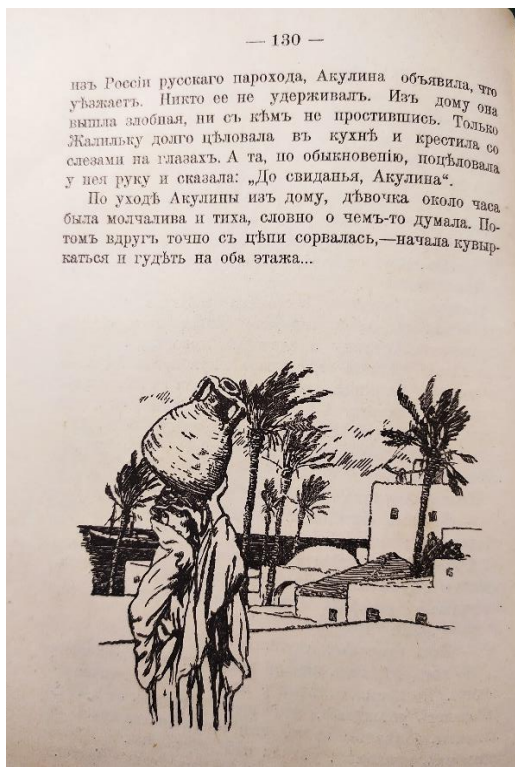 — 130 —
изъ Россіи русскаго парохода, Акулина объявила, что
уѣзжаетъ. Никто ее не удерживалъ. Изъ дому она
вышла злобная, ни съ кѣмъ не простившись. Только
Жалильку долго цѣловала въ кухнѣ и крестила со
слезами на глазахъ. А та, по обыкновенію, поцѣловала
у нея руку и сказала: „До свиданья, Акулина“.
По уходѣ Акулины изъ дому, дѣвочка около часа
была молчалива и тиха, словно о чемъ-то думала. По-
томъ вдругъ точно съ цѣпи сорвалась,—начала кувыр-
каться и гудѣть на оба этажа...